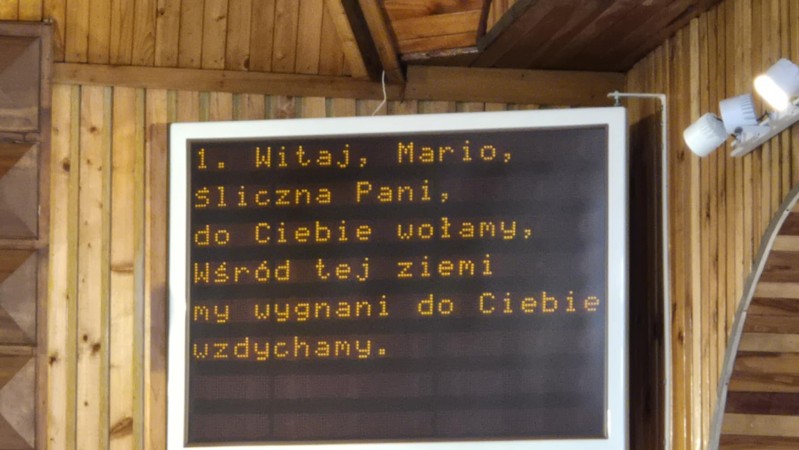 1. Witaj, Mario,
śliczna Pani,
do Ciebie wołamy,
Wśród tej ziemi
my wygnani do Ciebie
wzdychamy.